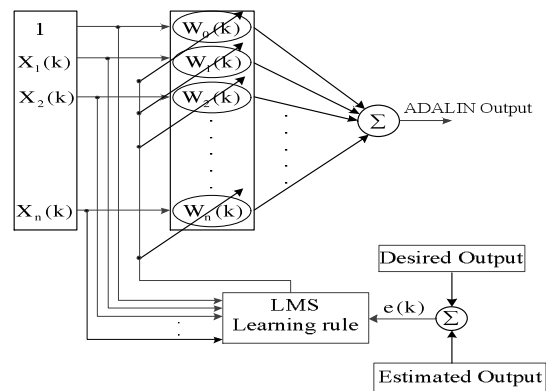 1
X₁(k)
X₂(k)
Xₙ(k)
W₀(k)
W₁(k)
W₂(k)
Wₙ(k)
Σ
ADALIN Output
Desired Output
LMS
Learning rule
e(k)
Σ
Estimated Output